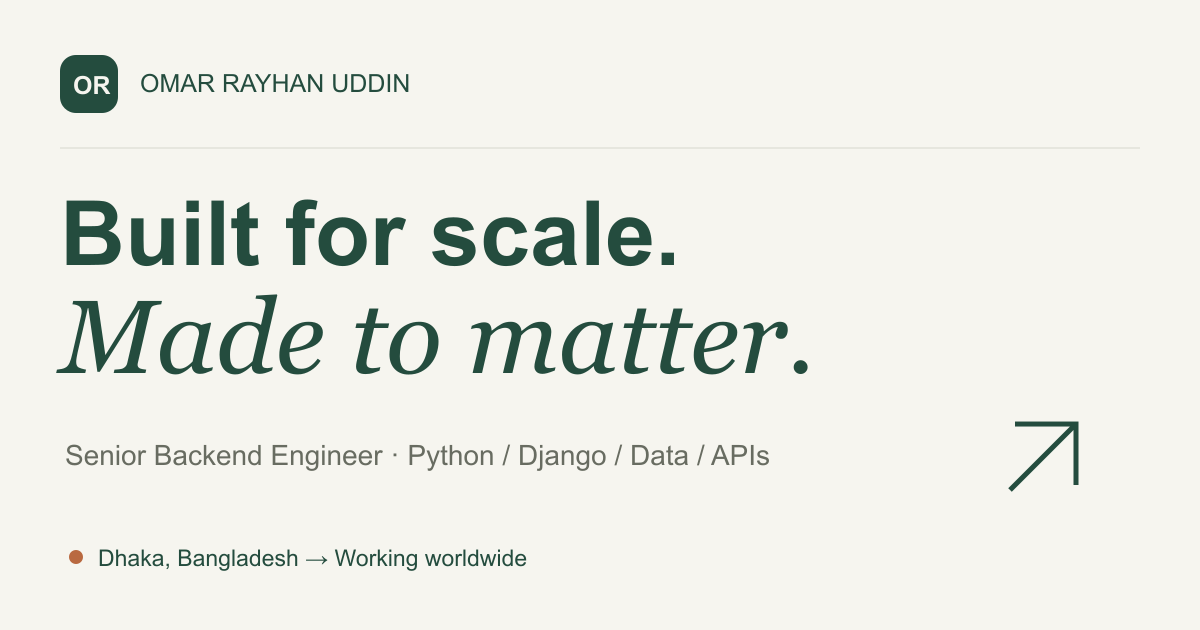 OR
OMAR RAYHAN UDDIN
Built for scale.
Made to matter.
Senior Backend Engineer · Python / Django / Data / APIs
Dhaka, Bangladesh → Working worldwide